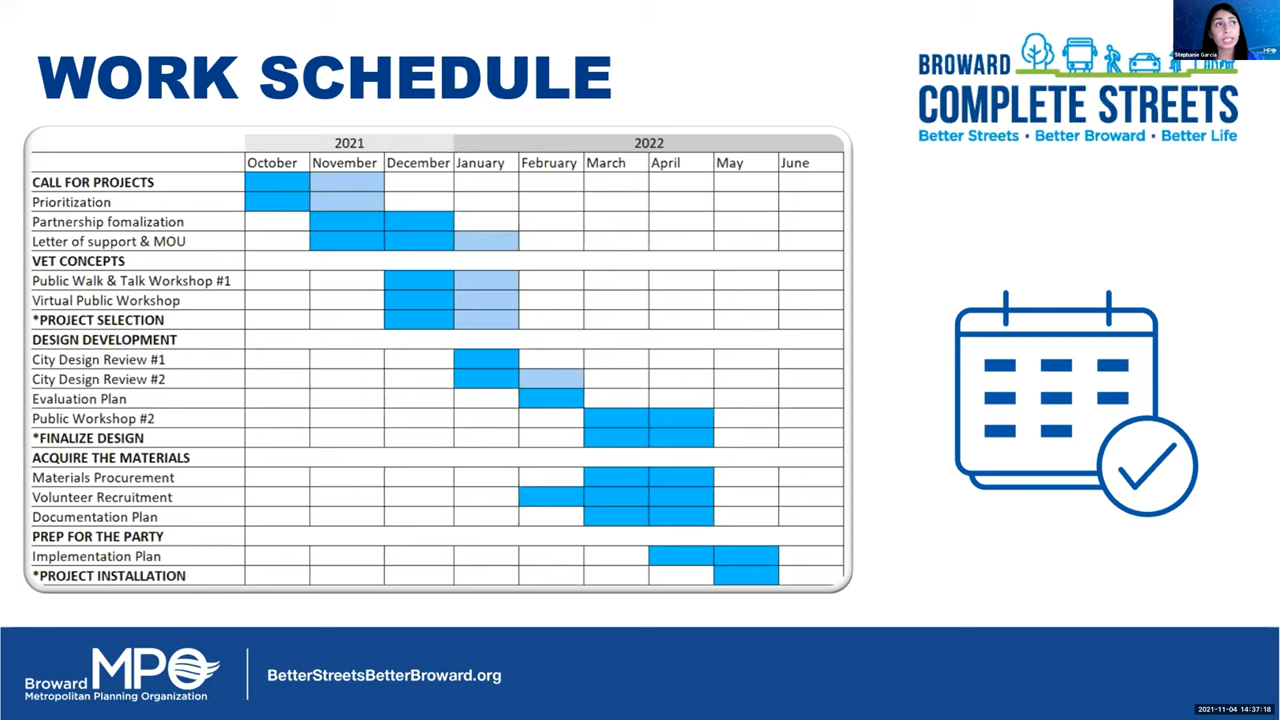 WORK SCHEDULE
Stephanie Garcia
MPO
BROWARD
COMPLETE STREETS
Better Streets · Better Broward · Better Life
2021 2022
October November December January February March April May June
CALL FOR PROJECTS
Prioritization
Partnership fomalization
Letter of support & MOU
VET CONCEPTS
Public Walk & Talk Workshop #1
Virtual Public Workshop
*PROJECT SELECTION
DESIGN DEVELOPMENT
City Design Review #1
City Design Review #2
Evaluation Plan
Public Workshop #2
*FINALIZE DESIGN
ACQUIRE THE MATERIALS
Materials Procurement
Volunteer Recruitment
Documentation Plan
PREP FOR THE PARTY
Implementation Plan
*PROJECT INSTALLATION
Broward MPO
Metropolitan Planning Organization
BetterStreetsBetterBroward.org
2021-11-04 14:37:18